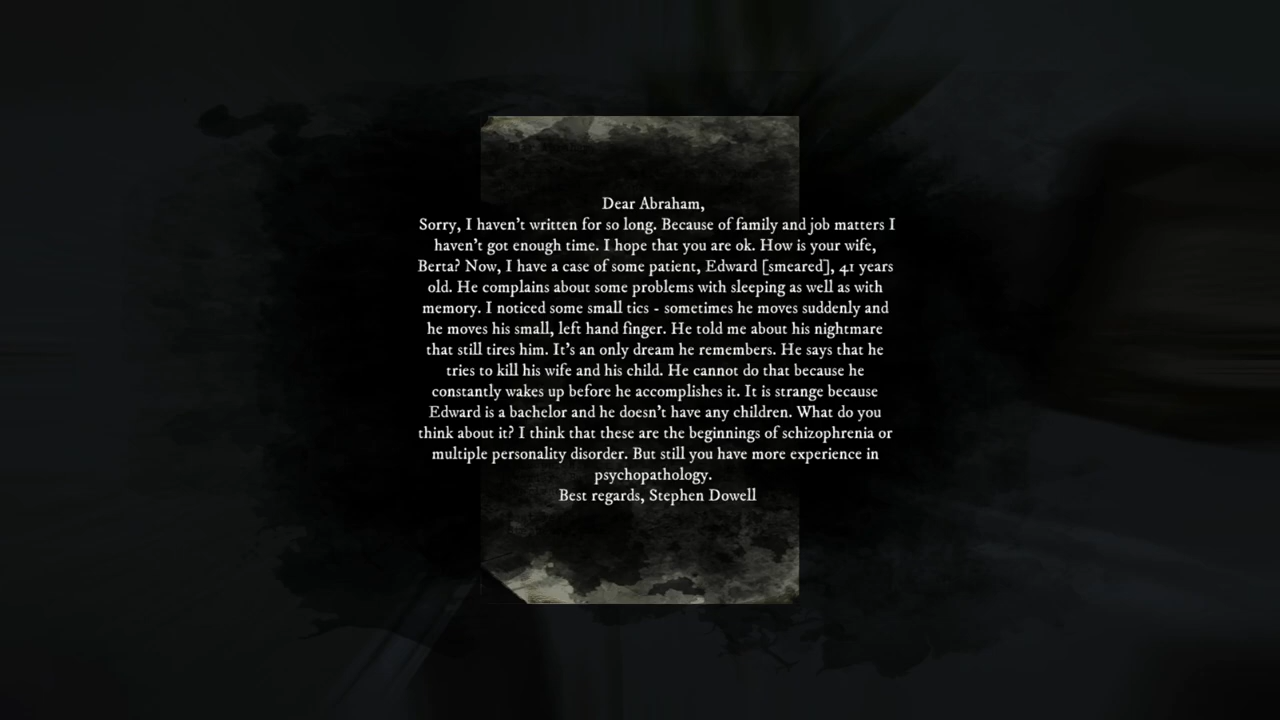 Dear Abraham,
Sorry, I haven't written for so long. Because of family and job matters I
haven't got enough time. I hope that you are ok. How is your wife,
Berta? Now, I have a case of some patient, Edward [smeared], 41 years
old. He complains about some problems with sleeping as well as with
memory. I noticed some small tics - sometimes he moves suddenly and
he moves his small, left hand finger. He told me about his nightmare
that still tires him. It's an only dream he remembers. He says that he
tries to kill his wife and his child. He cannot do that because he
constantly wakes up before he accomplishes it. It is strange because
Edward is a bachelor and he doesn't have any children. What do you
think about it? I think that these are the beginnings of schizophrenia or
multiple personality disorder. But still you have more experience in
psychopathology.
Best regards, Stephen Dowell